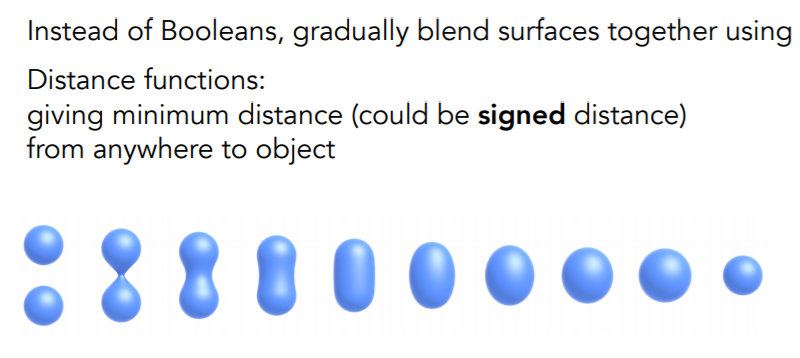 Instead of Booleans, gradually blend surfaces together using
Distance functions:
giving minimum distance (could be signed distance)
from anywhere to object